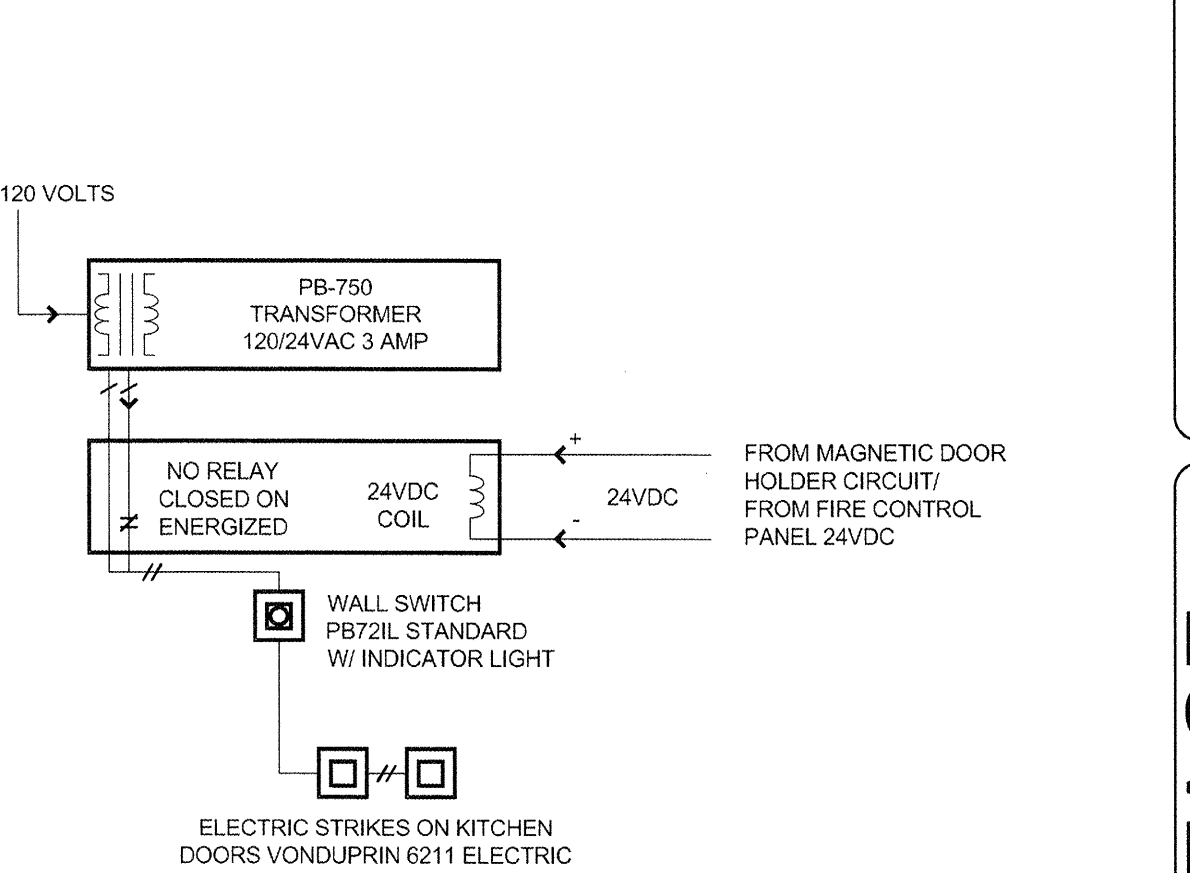 120 VOLTS
PB-750
TRANSFORMER
120/24VAC 3 AMP
NO RELAY
CLOSED ON
ENERGIZED
24VDC
COIL
+
24VDC
-
FROM MAGNETIC DOOR
HOLDER CIRCUIT/
FROM FIRE CONTROL
PANEL 24VDC
WALL SWITCH
PB72IL STANDARD
W/ INDICATOR LIGHT
ELECTRIC STRIKES ON KITCHEN
DOORS VONDUPRIN 6211 ELECTRIC